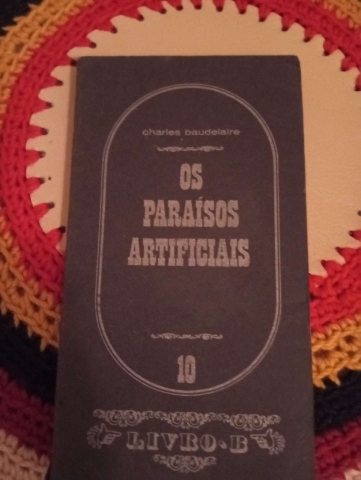 charles baudelaire
OS
PARAÍSOS
ARTIFICIAIS
10
LIVRO·B